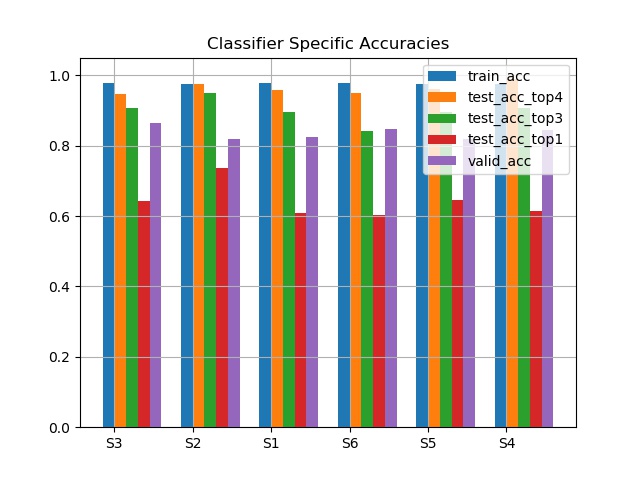 Classifier Specific Accuracies
1.0
0.8
0.6
0.4
0.2
0.0
train_acc
test_acc_top4
test_acc_top3
test_acc_top1
valid_acc
S3 S2 S1 S6 S5 S4